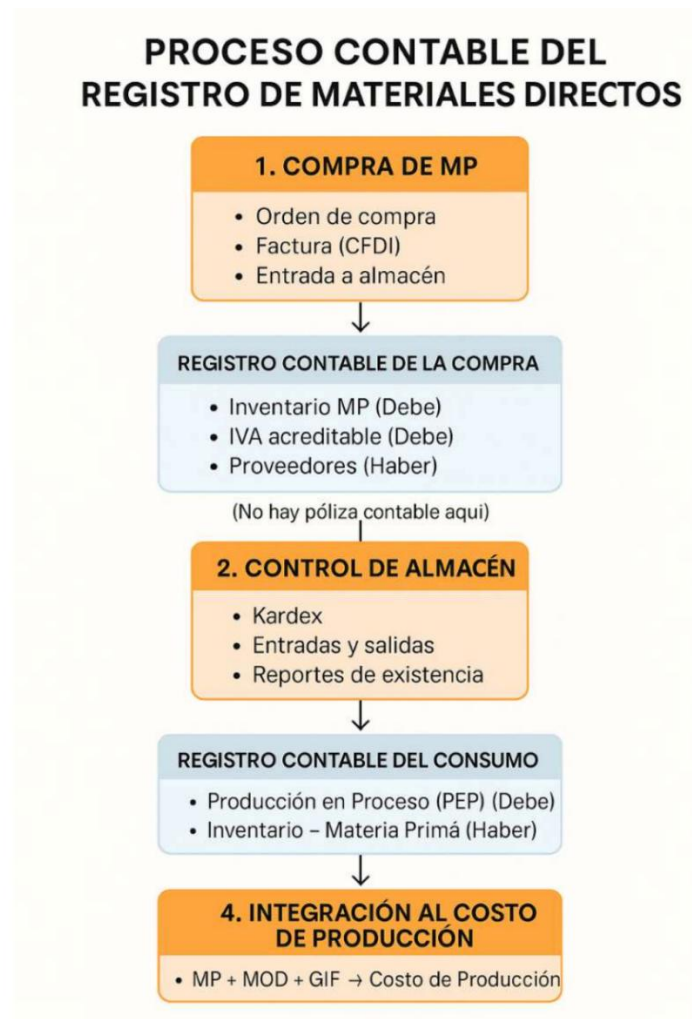 PROCESO CONTABLE DEL
REGISTRO DE MATERIALES DIRECTOS
1. COMPRA DE MP
• Orden de compra
• Factura (CFDI)
• Entrada a almacén
REGISTRO CONTABLE DE LA COMPRA
• Inventario MP (Debe)
• IVA acreditable (Debe)
• Proveedores (Haber)
(No hay póliza contable aqui)
2. CONTROL DE ALMACÉN
• Kardex
• Entradas y salidas
• Reportes de existencia
REGISTRO CONTABLE DEL CONSUMO
• Producción en Proceso (PEP) (Debe)
• Inventario – Materia Primá (Haber)
4. INTEGRACIÓN AL COSTO
DE PRODUCCIÓN
• MP + MOD + GIF → Costo de Producción